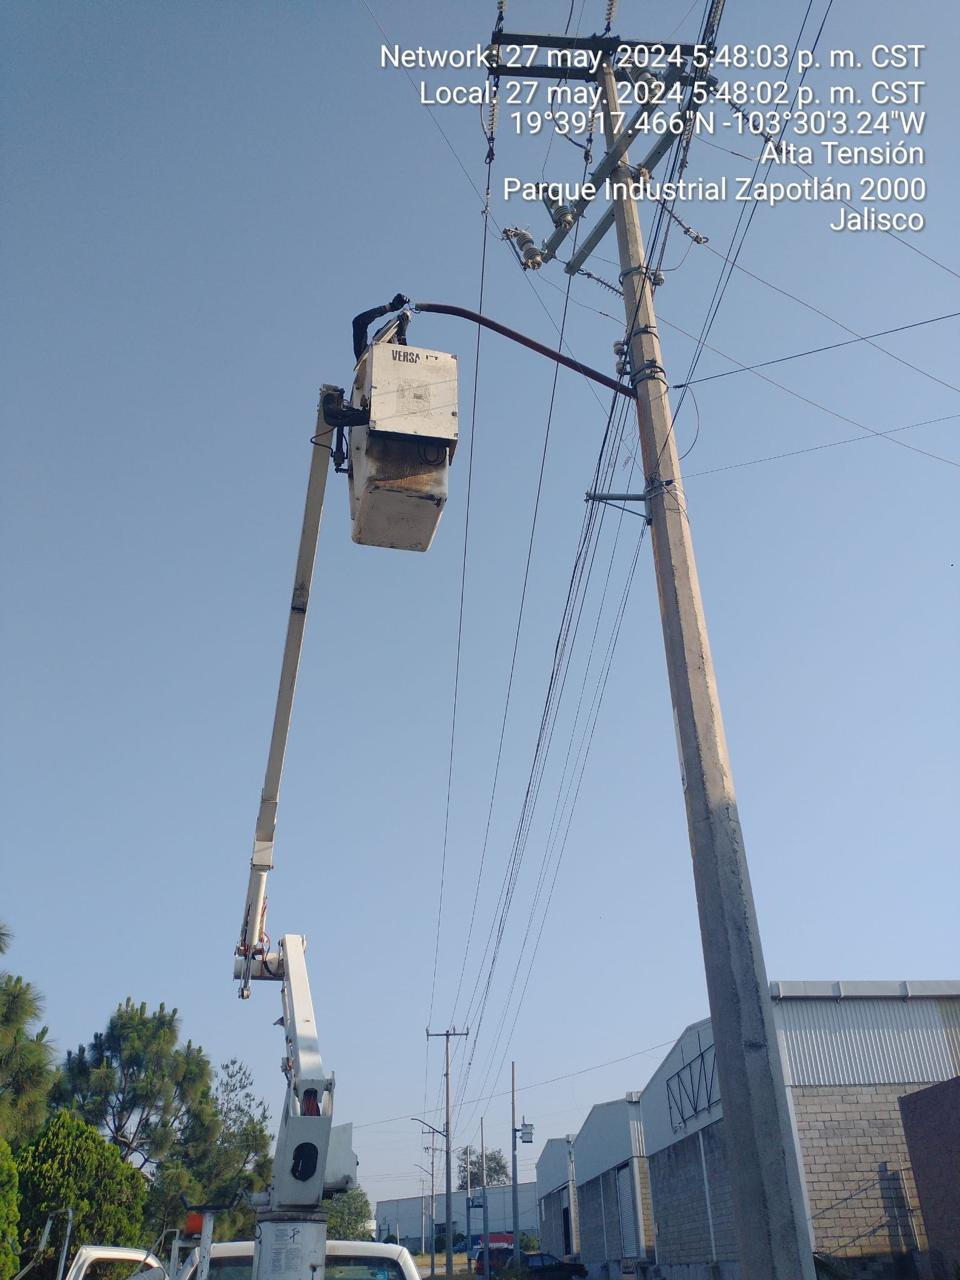 Network: 27 may. 2024 5:48:03 p. m. CST
Local: 27 may. 2024 5:48:02 p. m. CST
19°39'17.466"N -103°30'3.24"W
Alta Tensión
Parque Industrial Zapotlán 2000
Jalisco